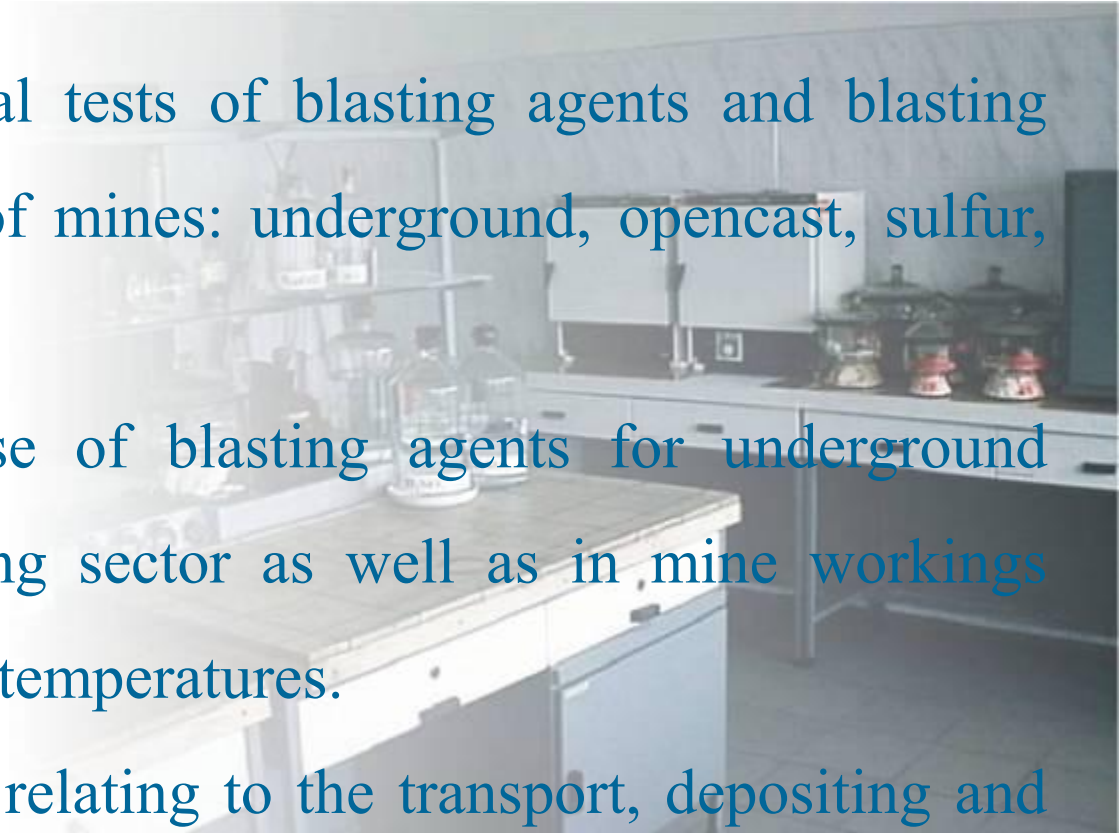 al tests of blasting agents and blasting
of mines: underground, opencast, sulfur,
se of blasting agents for underground
ng sector as well as in mine workings
temperatures.
relating to the transport, depositing and